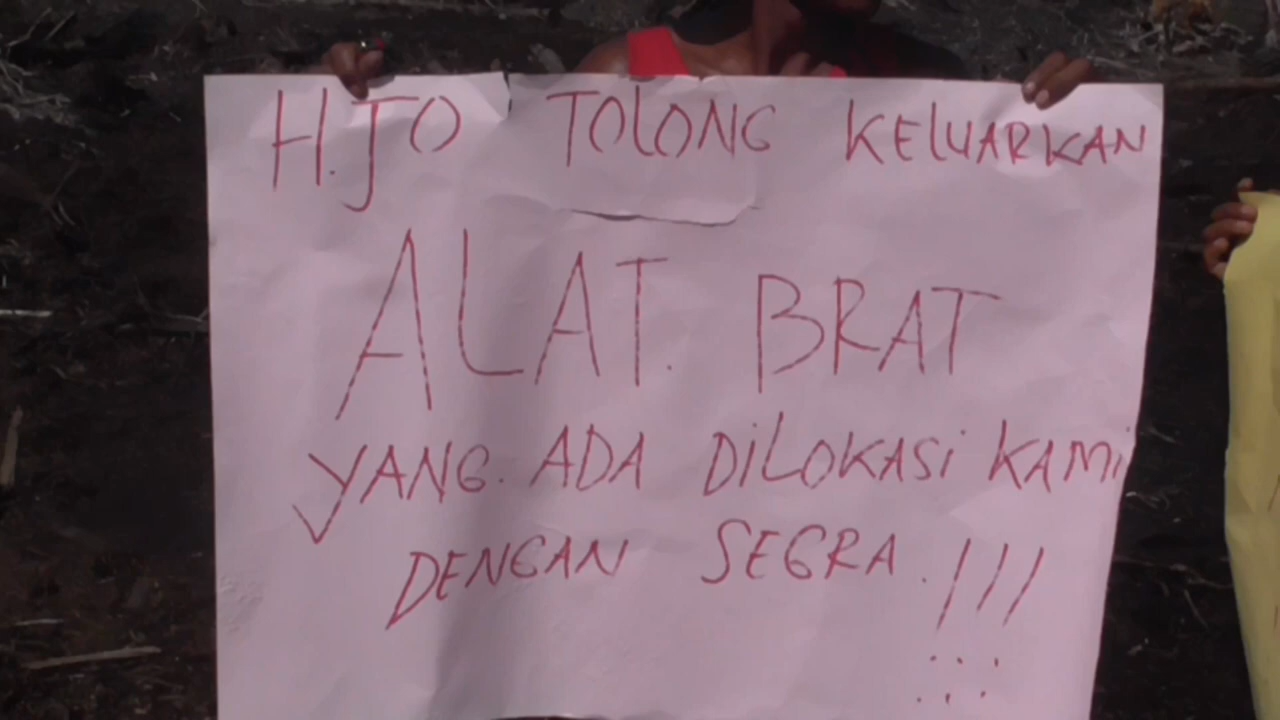 H.JO TOLONG KELUARKAN
ALAT. BRAT
YANG. ADA DiLOKASi KAMi
DENGAN SEGRA. !!!